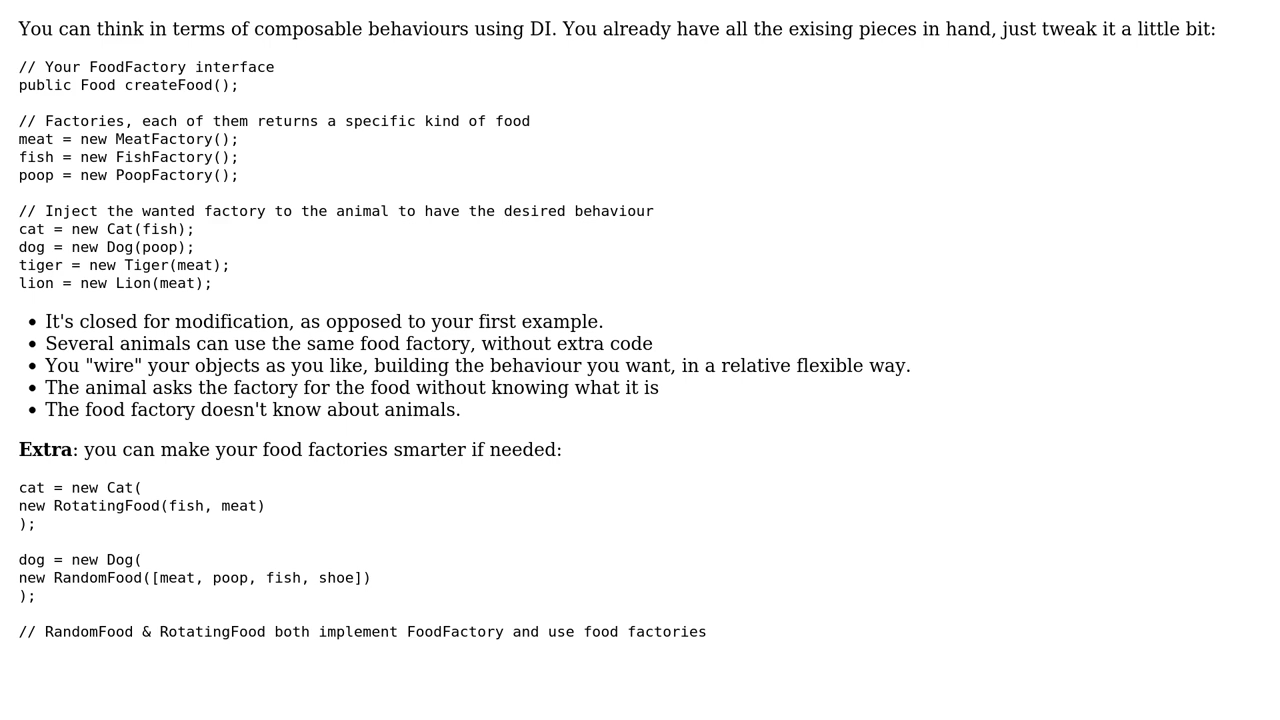 You can think in terms of composable behaviours using DI. You already have all the exising pieces in hand, just tweak it a little bit:
// Your FoodFactory interface
public Food createFood();
// Factories, each of them returns a specific kind of food
meat = new MeatFactory();
fish = new FishFactory();
poop = new PoopFactory();
// Inject the wanted factory to the animal to have the desired behaviour
cat = new Cat(fish);
dog = new Dog(poop);
tiger = new Tiger(meat);
lion = new Lion(meat);
• It's closed for modification, as opposed to your first example.
• Several animals can use the same food factory, without extra code
• You "wire" your objects as you like, building the behaviour you want, in a relative flexible way.
• The animal asks the factory for the food without knowing what it is
• The food factory doesn't know about animals.
Extra: you can make your food factories smarter if needed:
cat = new Cat(
new RotatingFood(fish, meat)
);
dog = new Dog(
new RandomFood([meat, poop, fish, shoe])
);
// RandomFood & RotatingFood both implement FoodFactory and use food factories